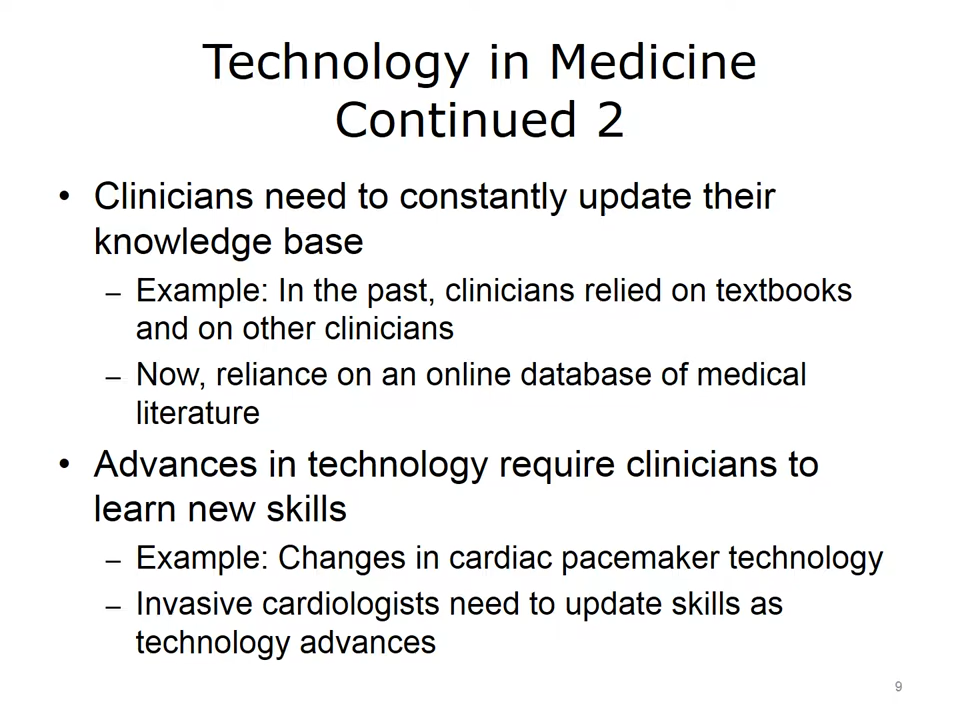 Technology in Medicine
Continued 2
• Clinicians need to constantly update their
knowledge base
– Example: In the past, clinicians relied on textbooks
and on other clinicians
– Now, reliance on an online database of medical
literature
• Advances in technology require clinicians to
learn new skills
– Example: Changes in cardiac pacemaker technology
– Invasive cardiologists need to update skills as
technology advances
9